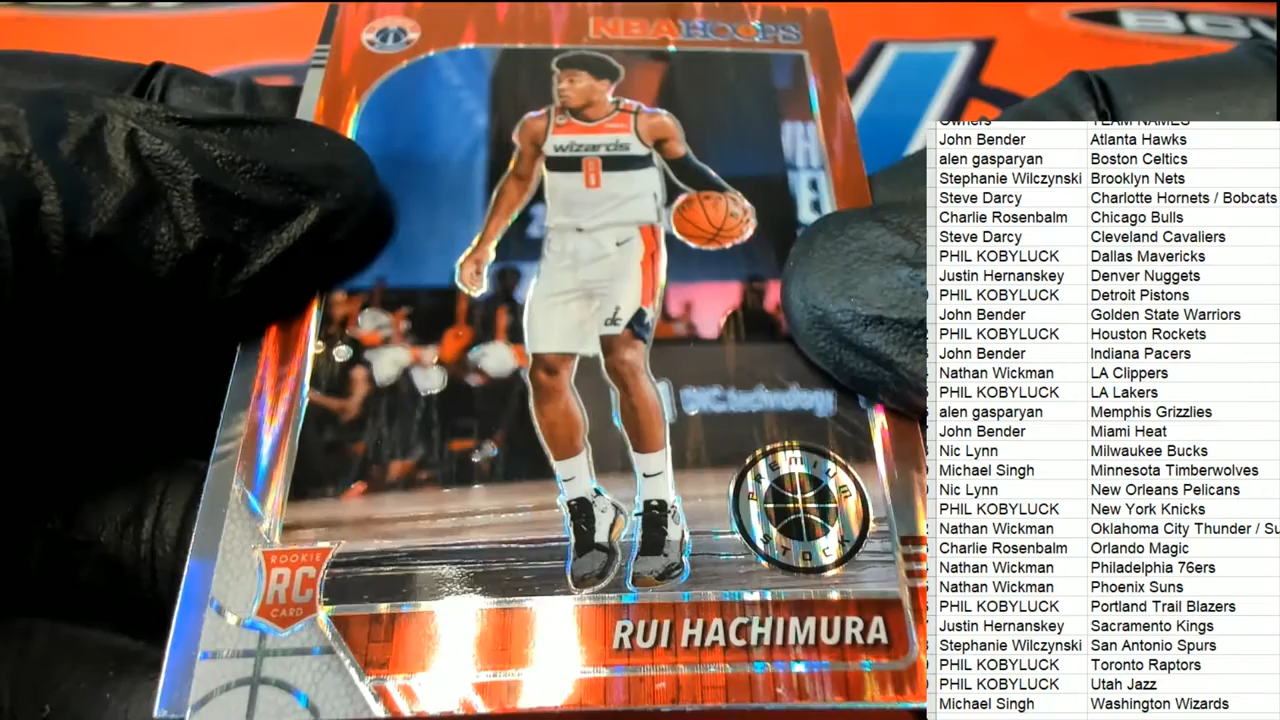 NBA HOOPS
BGV
wizards
8
dc
PREMIUM STOCK
ROOKIE
RC
CARD
RUI HACHIMURA
Owners TEAM NAMES
John Bender Atlanta Hawks
alen gasparyan Boston Celtics
Stephanie Wilczynski Brooklyn Nets
Steve Darcy Charlotte Hornets / Bobcats
Charlie Rosenbalm Chicago Bulls
Steve Darcy Cleveland Cavaliers
PHIL KOBYLUCK Dallas Mavericks
Justin Hernanskey Denver Nuggets
PHIL KOBYLUCK Detroit Pistons
John Bender Golden State Warriors
PHIL KOBYLUCK Houston Rockets
John Bender Indiana Pacers
Nathan Wickman LA Clippers
PHIL KOBYLUCK LA Lakers
alen gasparyan Memphis Grizzlies
John Bender Miami Heat
Nic Lynn Milwaukee Bucks
Michael Singh Minnesota Timberwolves
Nic Lynn New Orleans Pelicans
PHIL KOBYLUCK New York Knicks
Nathan Wickman Oklahoma City Thunder / Su
Charlie Rosenbalm Orlando Magic
Nathan Wickman Philadelphia 76ers
Nathan Wickman Phoenix Suns
PHIL KOBYLUCK Portland Trail Blazers
Justin Hernanskey Sacramento Kings
Stephanie Wilczynski San Antonio Spurs
PHIL KOBYLUCK Toronto Raptors
PHIL KOBYLUCK Utah Jazz
Michael Singh Washington Wizards